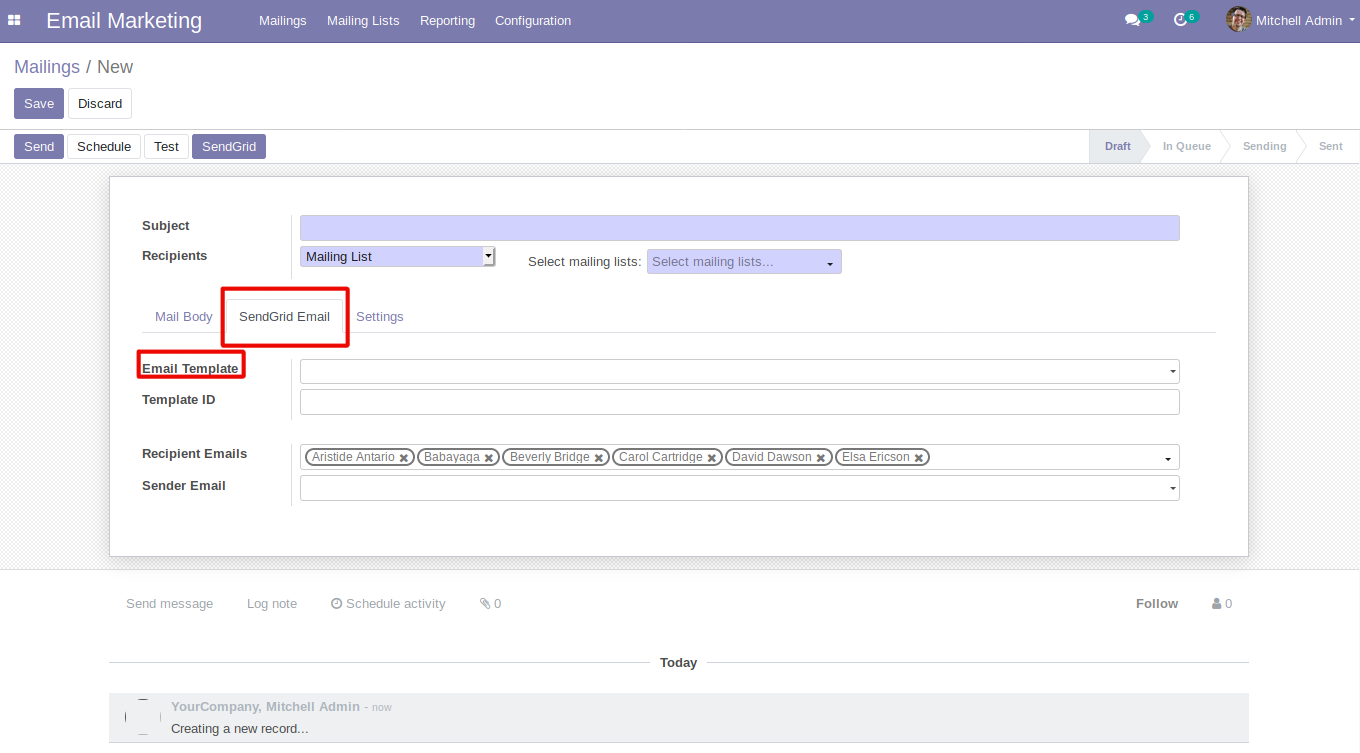 Email Marketing Mailings Mailing Lists Reporting Configuration 3 6 Mitchell Admin
Mailings / New
Save Discard
Send Schedule Test SendGrid Draft In Queue Sending Sent
Subject
Recipients Mailing List Select mailing lists: Select mailing lists...
Mail Body SendGrid Email Settings
Email Template
Template ID
Recipient Emails Aristide Antario Babayaga Beverly Bridge Carol Cartridge David Dawson Elsa Ericson
Sender Email
Send message Log note Schedule activity 0 Follow 0
Today
YourCompany, Mitchell Admin - now
Creating a new record...